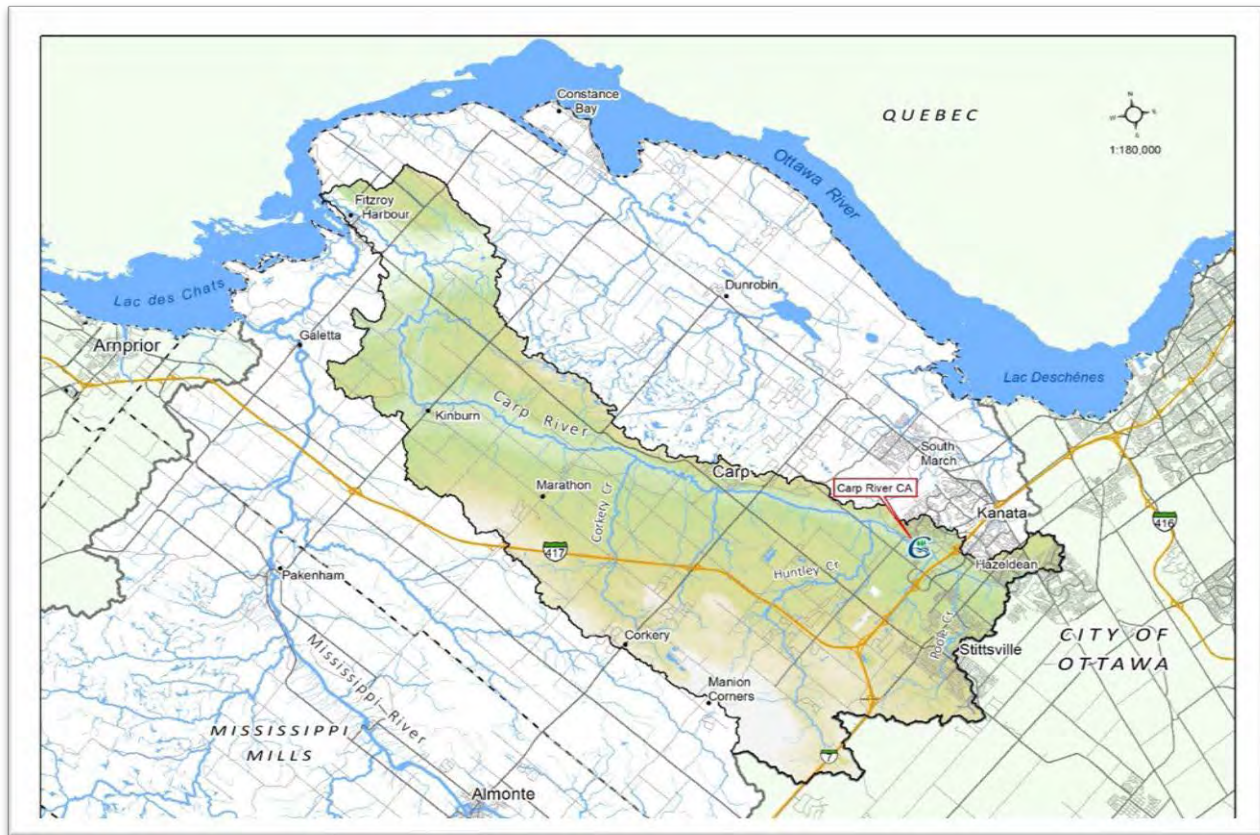 Constance
Bay
QUEBEC
N
W
E
S
1:180,000
Ottawa River
Fitzroy
Harbour
Lac des Chats
Dunrobin
Galetta
Arnprior
Lac Deschênes
Kinburn
Carp River
South
March
Carp
Carp River CA
Marathon
Corkery Cr
Kanata
416
417
Huntley Cr
Hazeldean
Pakenham
Poole Cr
CITY OF
OTTAWA
Corkery
Stittsville
Mississippi River
Manion
Corners
MISSISSIPPI
MILLS
7
Almonte